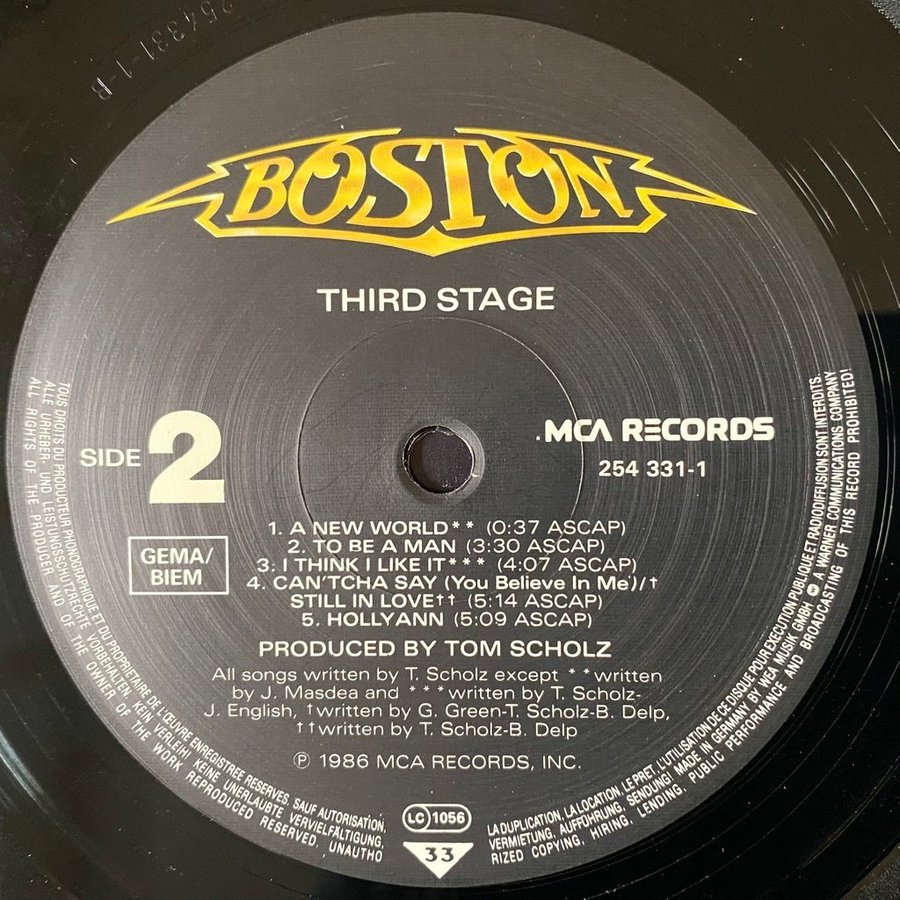 254331-1-B
BOSTON
THIRD STAGE
SIDE 2
MCA RECORDS
254 331-1
GEMA/
BIEM
1. A NEW WORLD** (0:37 ASCAP)
2. TO BE A MAN (3:30 ASCAP)
3. I THINK I LIKE IT*** (4:07 ASCAP)
4. CAN'TCHA SAY (You Believe In Me)/†
STILL IN LOVE†† (5:14 ASCAP)
5. HOLLYANN (5:09 ASCAP)
PRODUCED BY TOM SCHOLZ
All songs written by T. Scholz except **written
by J. Masdea and ***written by T. Scholz-
J. English, †written by G. Green-T. Scholz-B. Delp,
††written by T. Scholz-B. Delp
℗ 1986 MCA RECORDS, INC.
LC 1056
33
TOUS DROITS DU PRODUCTEUR PHONOGRAPHIQUE ET DU PROPRIETAIRE DE L'ŒUVRE ENREGISTREE RESERVES. SAUF AUTORISATION, LA DUPLICATION, LA LOCATION, LE PRET, L'UTILISATION DE CE DISQUE POUR EXECUTION PUBLIQUE ET RADIODIFFUSION SONT INTERDITS.
ALLE URHEBER- UND LEISTUNGSSCHUTZRECHTE VORBEHALTEN. KEIN VERLEIH! KEINE UNERLAUBTE VERVIELFÄLTIGUNG, VERMIETUNG, AUFFÜHRUNG, SENDUNG! MADE IN GERMANY BY WEA MUSIK GMBH A WARNER COMMUNICATIONS COMPANY
ALL RIGHTS OF THE PRODUCER AND OF THE OWNER OF THE WORK REPRODUCED RESERVED, UNAUTHORIZED COPYING, HIRING, LENDING, PUBLIC PERFORMANCE AND BROADCASTING OF THIS RECORD PROHIBITED!